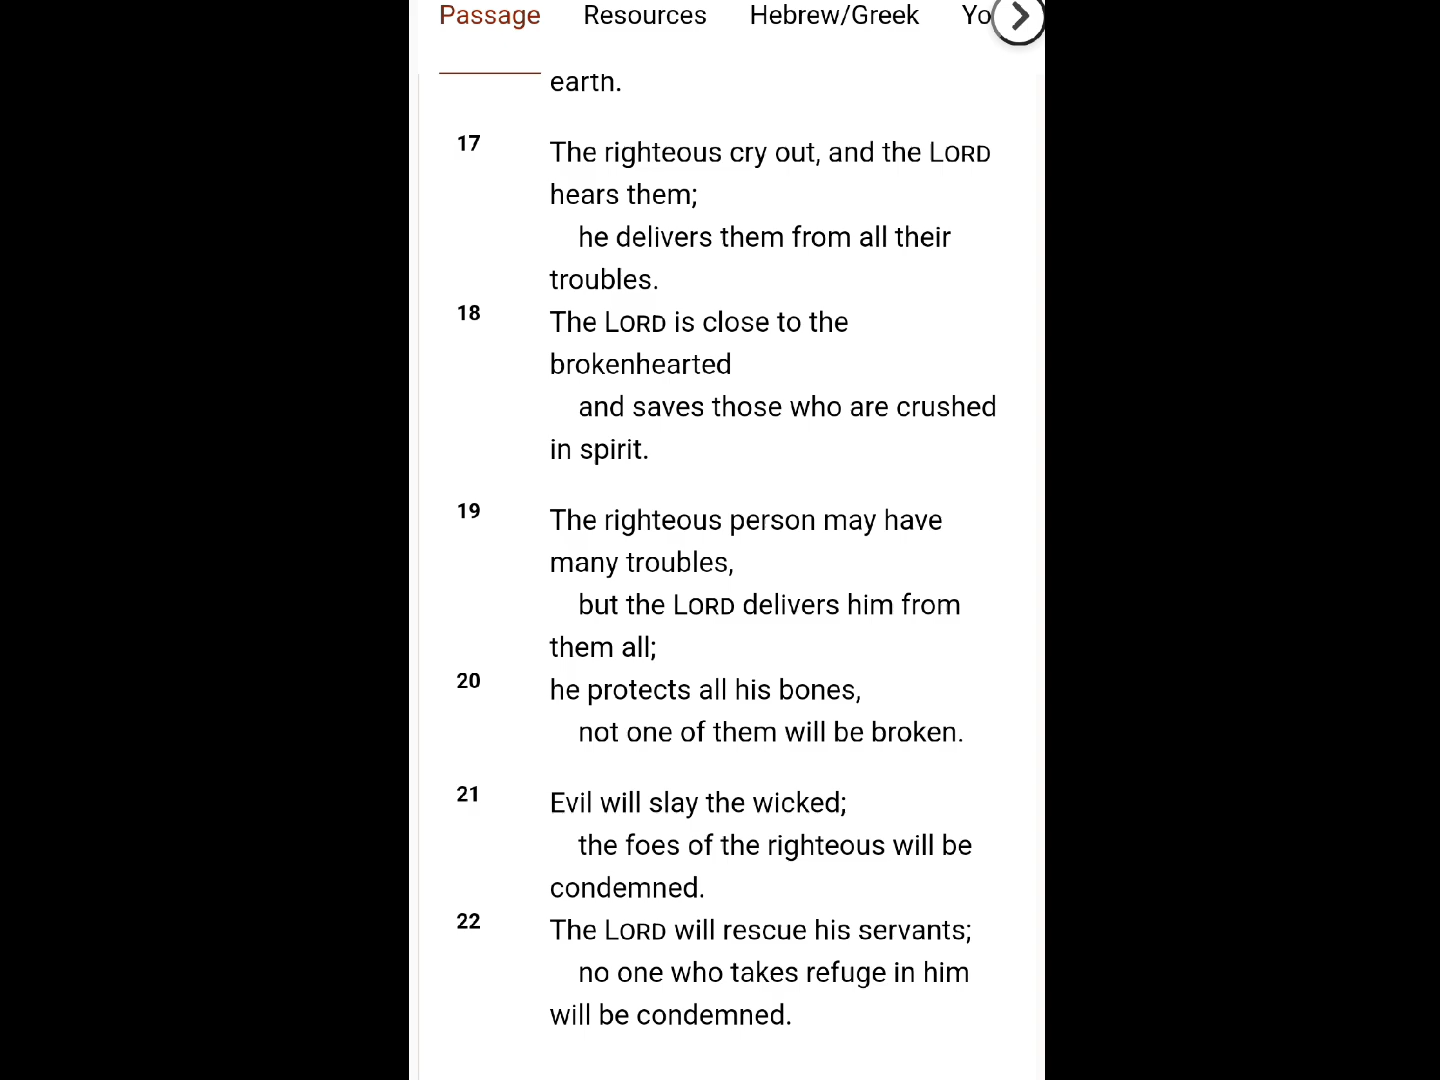 Passage Resources Hebrew/Greek Yo
earth.
17 The righteous cry out, and the LORD
hears them;
he delivers them from all their
troubles.
18 The LORD is close to the
brokenhearted
and saves those who are crushed
in spirit.
19 The righteous person may have
many troubles,
but the LORD delivers him from
them all;
20 he protects all his bones,
not one of them will be broken.
21 Evil will slay the wicked;
the foes of the righteous will be
condemned.
22 The LORD will rescue his servants;
no one who takes refuge in him
will be condemned.